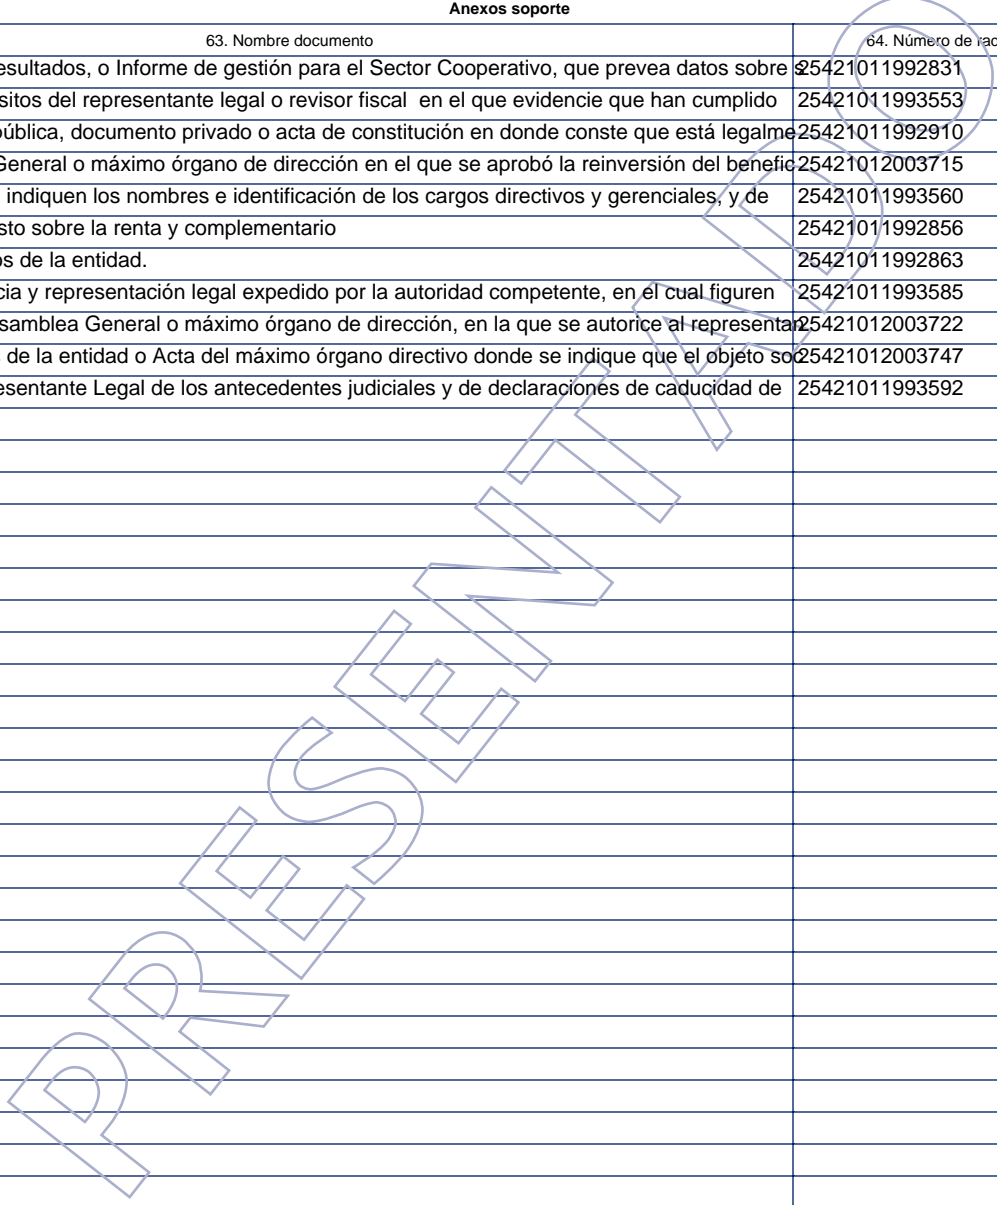 Anexos soporte
63. Nombre documento 64. Número de rad
esultados, o Informe de gestión para el Sector Cooperativo, que prevea datos sobre s 25421011992831
sitos del representante legal o revisor fiscal en el que evidencie que han cumplido 25421011993553
pública, documento privado o acta de constitución en donde conste que está legalme 25421011992910
General o máximo órgano de dirección en el que se aprobó la reinversión del benefic 25421012003715
indiquen los nombres e identificación de los cargos directivos y gerenciales, y de 25421011993560
sto sobre la renta y complementario 25421011992856
os de la entidad. 25421011992863
cia y representación legal expedido por la autoridad competente, en el cual figuren 25421011993585
samblea General o máximo órgano de dirección, en la que se autorice al representan 25421012003722
s de la entidad o Acta del máximo órgano directivo donde se indique que el objeto soc 25421012003747
esentante Legal de los antecedentes judiciales y de declaraciones de caducidad de 25421011993592
PRESENTADO